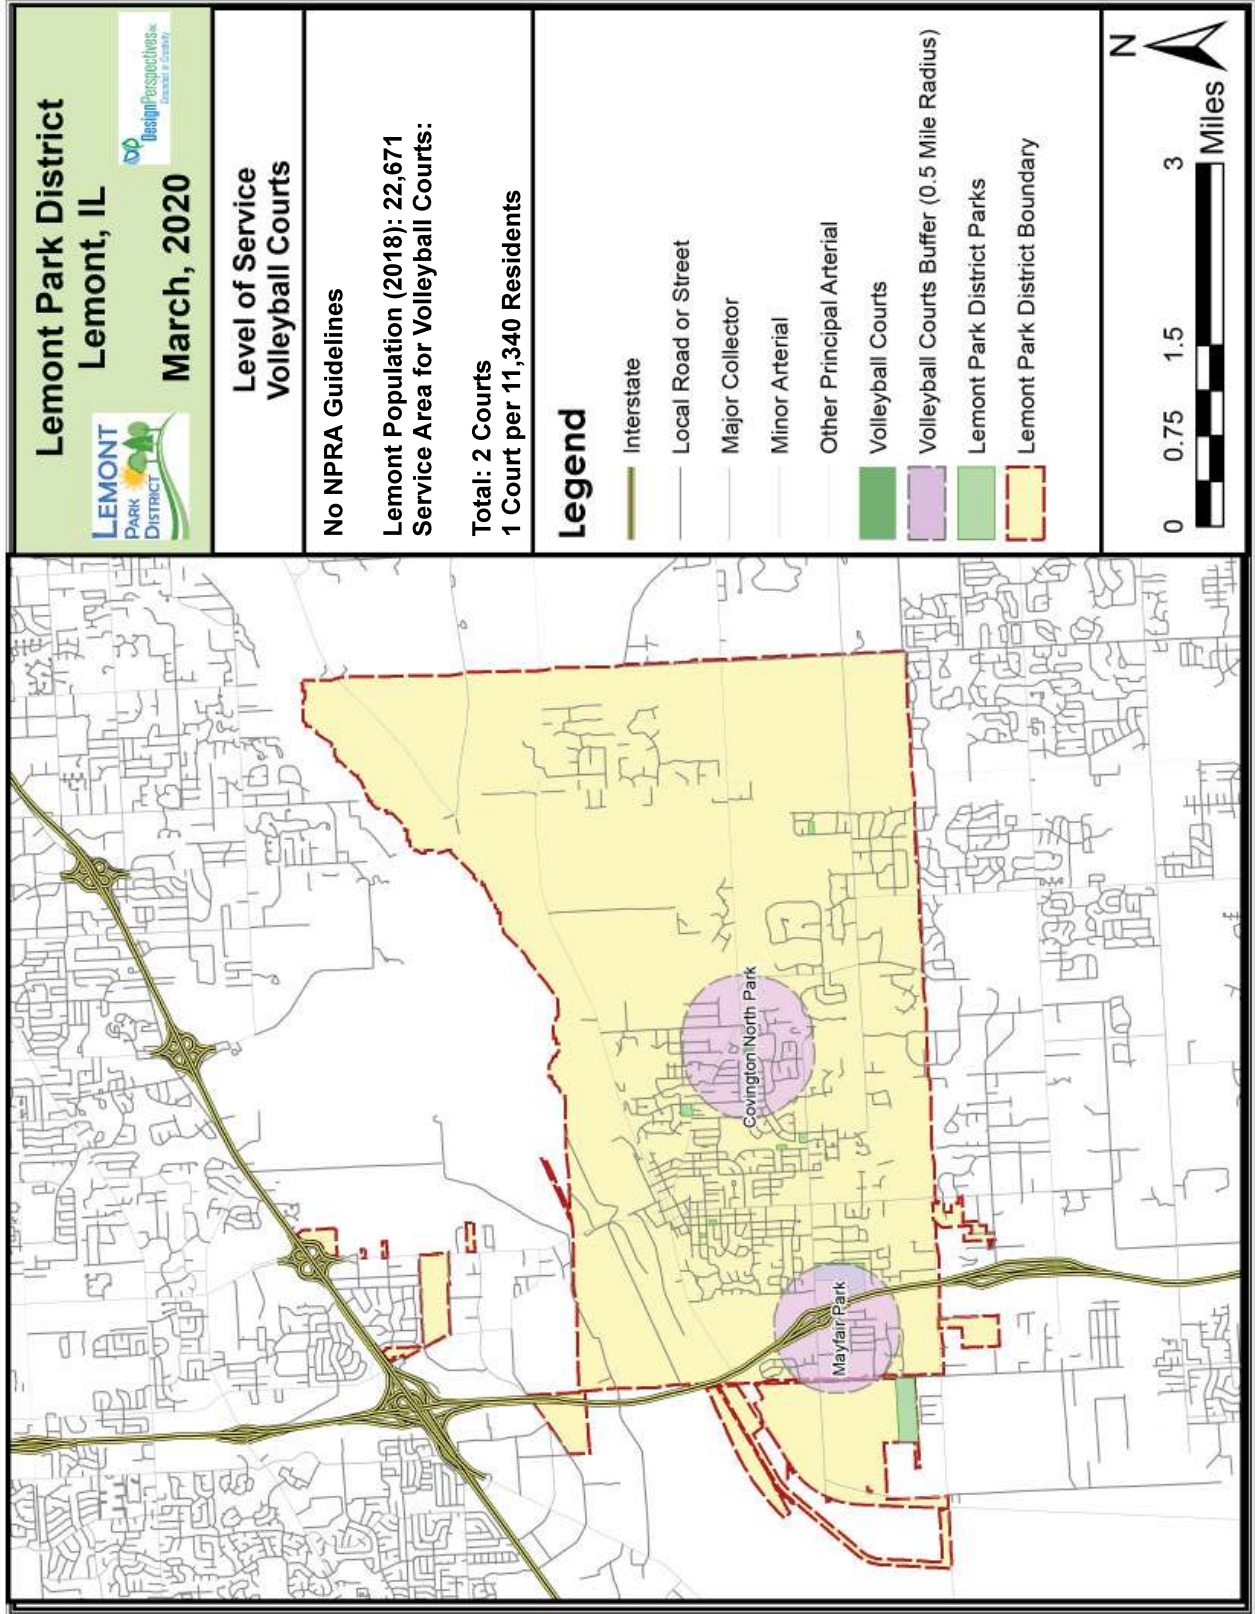 Lemont Park District
Lemont, IL
March, 2020
LEMONT
PARK
DISTRICT
DesignPerspectives INC.
Grounded in Creativity
Level of Service
Volleyball Courts
No NPRA Guidelines
Lemont Population (2018): 22,671
Service Area for Volleyball Courts:
Total: 2 Courts
1 Court per 11,340 Residents
Legend
Interstate
Local Road or Street
Major Collector
Minor Arterial
Other Principal Arterial
Volleyball Courts
Volleyball Courts Buffer (0.5 Mile Radius)
Lemont Park District Parks
Lemont Park District Boundary
N
0 0.75 1.5 3
Miles
Covington North Park
Mayfair Park